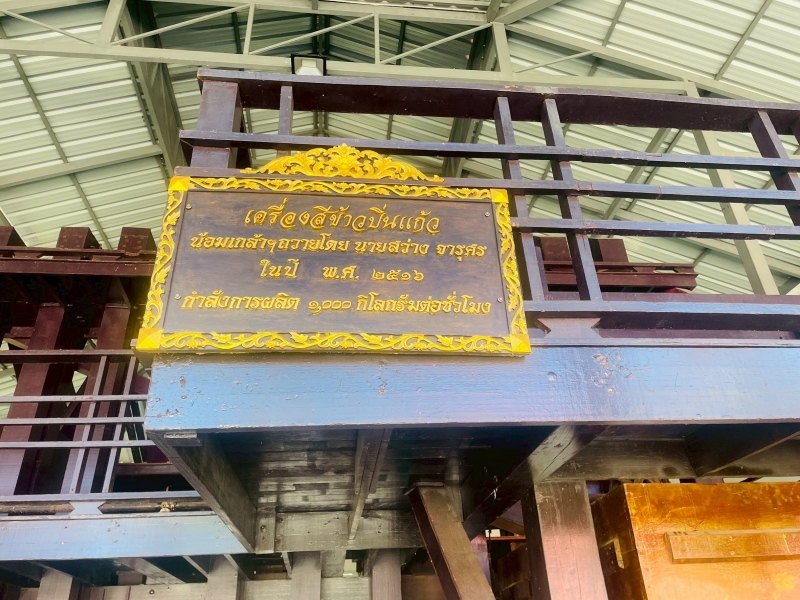 เครื่องสีข้าวปิ่นแก้ว
น้อมเกล้าฯถวายโดย นายสว่าง จารุศร
ในปี พ.ศ. ๒๕๑๖
กำลังการผลิต ๑,๐๐๐ กิโลกรัมต่อชั่วโมง